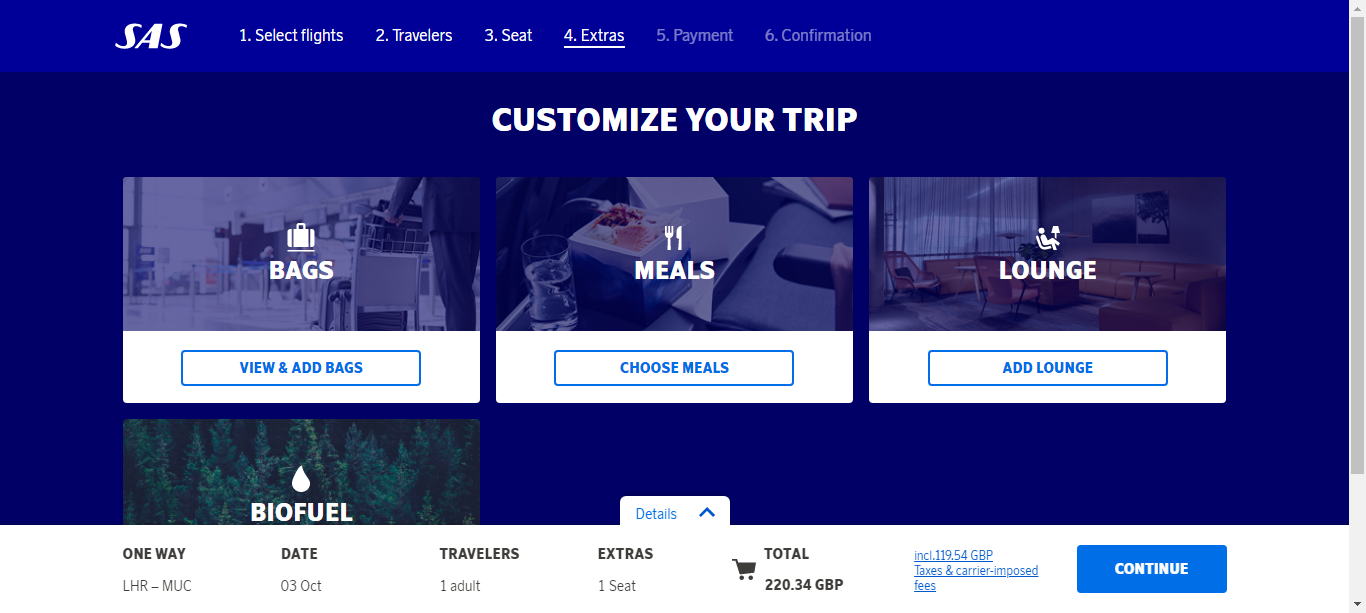 SAS
1. Select flights
2. Travelers
3. Seat
4. Extras
5. Payment
6. Confirmation
CUSTOMIZE YOUR TRIP
BAGS
MEALS
LOUNGE
VIEW & ADD BAGS
CHOOSE MEALS
ADD LOUNGE
BIOFUEL
Details
ONE WAY
LHR – MUC
DATE
03 Oct
TRAVELERS
1 adult
EXTRAS
1 Seat
TOTAL
220.34 GBP
incl.119.54 GBP
Taxes & carrier-imposed
fees
CONTINUE